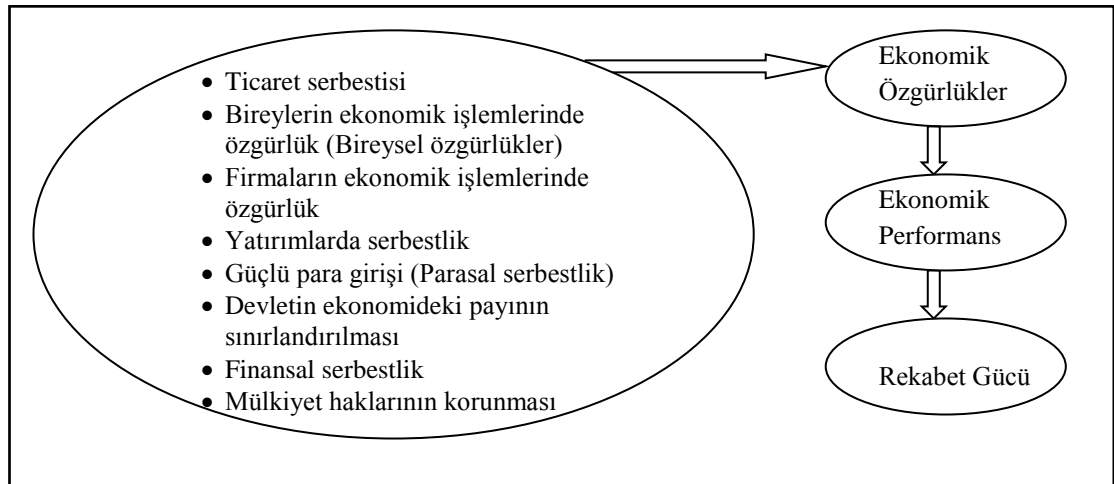 • Ticaret serbestisi
• Bireylerin ekonomik işlemlerinde
özgürlük (Bireysel özgürlükler)
• Firmaların ekonomik işlemlerinde
özgürlük
• Yatırımlarda serbestlik
• Güçlü para girişi (Parasal serbestlik)
• Devletin ekonomideki payının
sınırlandırılması
• Finansal serbestlik
• Mülkiyet haklarının korunması
Ekonomik
Özgürlükler
Ekonomik
Performans
Rekabet Gücü